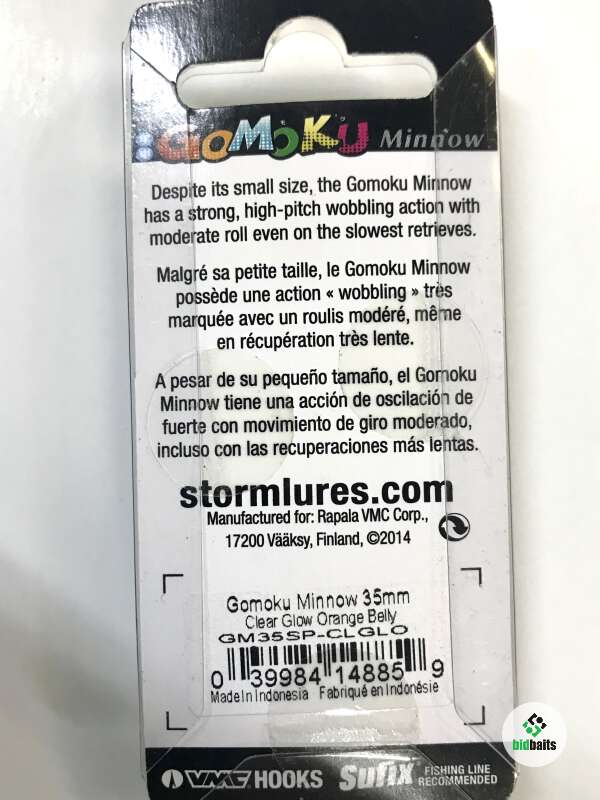 GoMoKu Minnow
Despite its small size, the Gomoku Minnow
has a strong, high-pitch wobbling action with
moderate roll even on the slowest retrieves.
Malgré sa petite taille, le Gomoku Minnow
possède une action « wobbling » très
marquée avec un roulis modéré, même
en récupération très lente.
A pesar de su pequeño tamaño, el Gomoku
Minnow tiene una acción de oscilación de
fuerte con movimiento de giro moderado,
incluso con las recuperaciones más lentas.
stormlures.com
Manufactured for: Rapala VMC Corp.,
17200 Vääksy, Finland, ©2014
Gomoku Minnow 35mm
Clear Glow Orange Belly
GM35SP-CLGLO
0 39984 14885 9
Made in Indonesia Fabriqué en Indonésie
VMC HOOKS Sufix FISHING LINE
RECOMMENDED
bidbaits